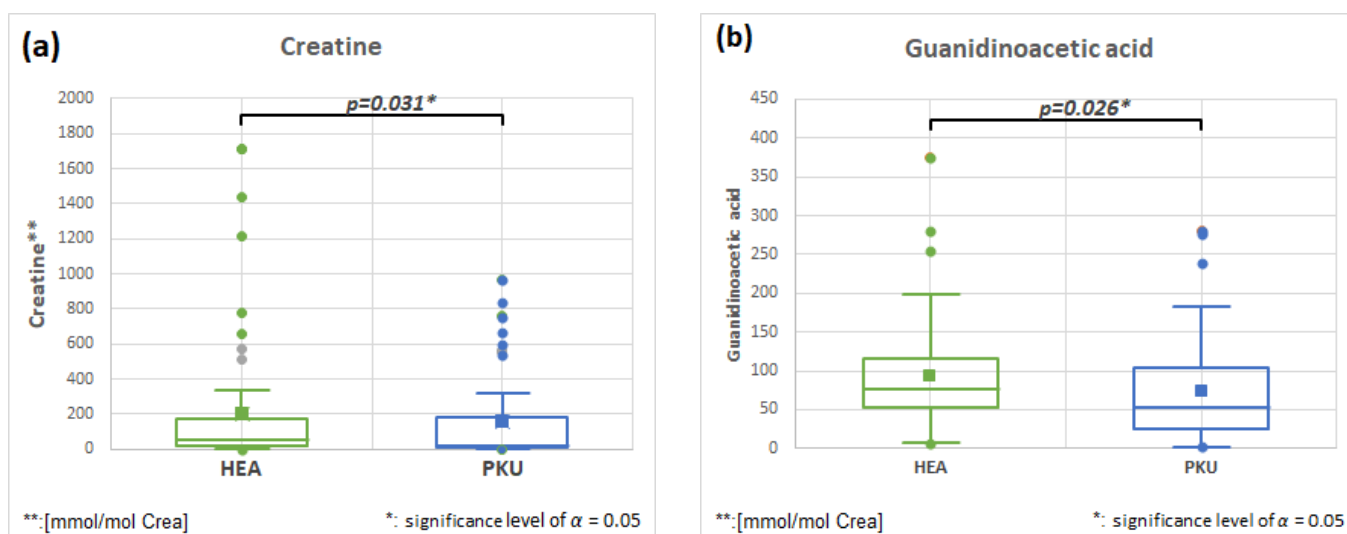 (a)
Creatine
2000
1800
1600
1400
1200
1000
800
600
400
200
0
Creatine**
p=0.031*
HEA
PKU
**:[mmol/mol Crea]
*: significance level of α = 0.05
(b)
Guanidinoacetic acid
450
400
350
300
250
200
150
100
50
0
Guanidinoacetic acid
p=0.026*
HEA
PKU
**:[mmol/mol Crea]
*: significance level of α = 0.05